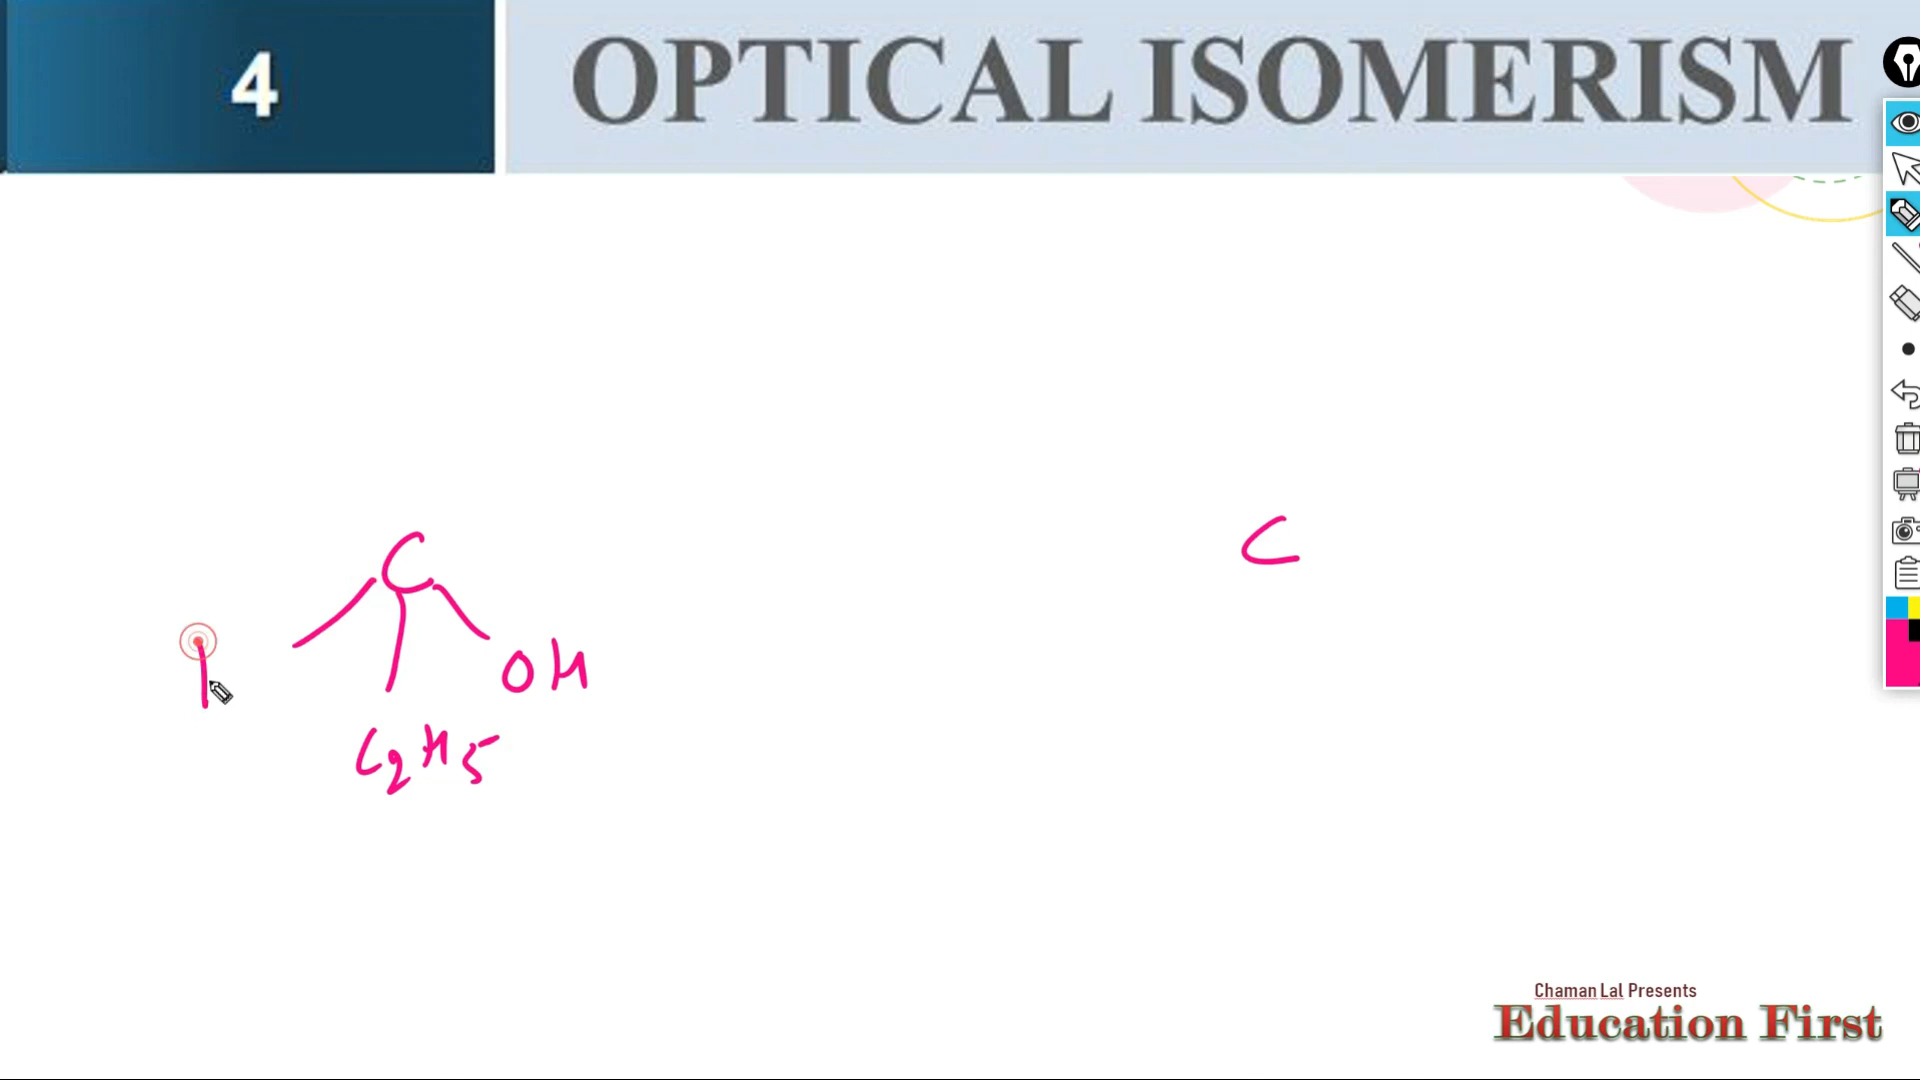 4
OPTICAL ISOMERISM
C
C
OH
C2H5
Chaman Lal Presents
Education First